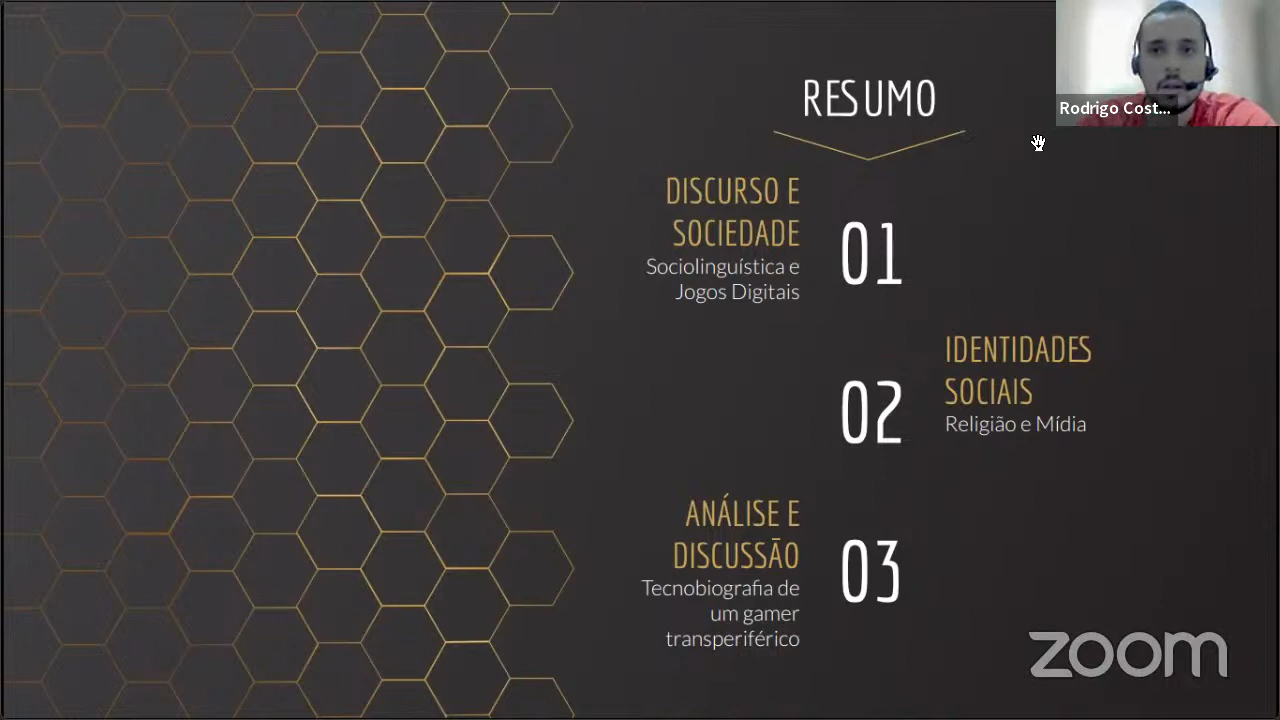 RESUMO
Rodrigo Cost...
DISCURSO E
SOCIEDADE
Sociolinguística e
Jogos Digitais
01
02
IDENTIDADES
SOCIAIS
Religião e Mídia
ANÁLISE E
DISCUSSÃO
Tecnobiografia de
um gamer
transperiférico
03
zoom